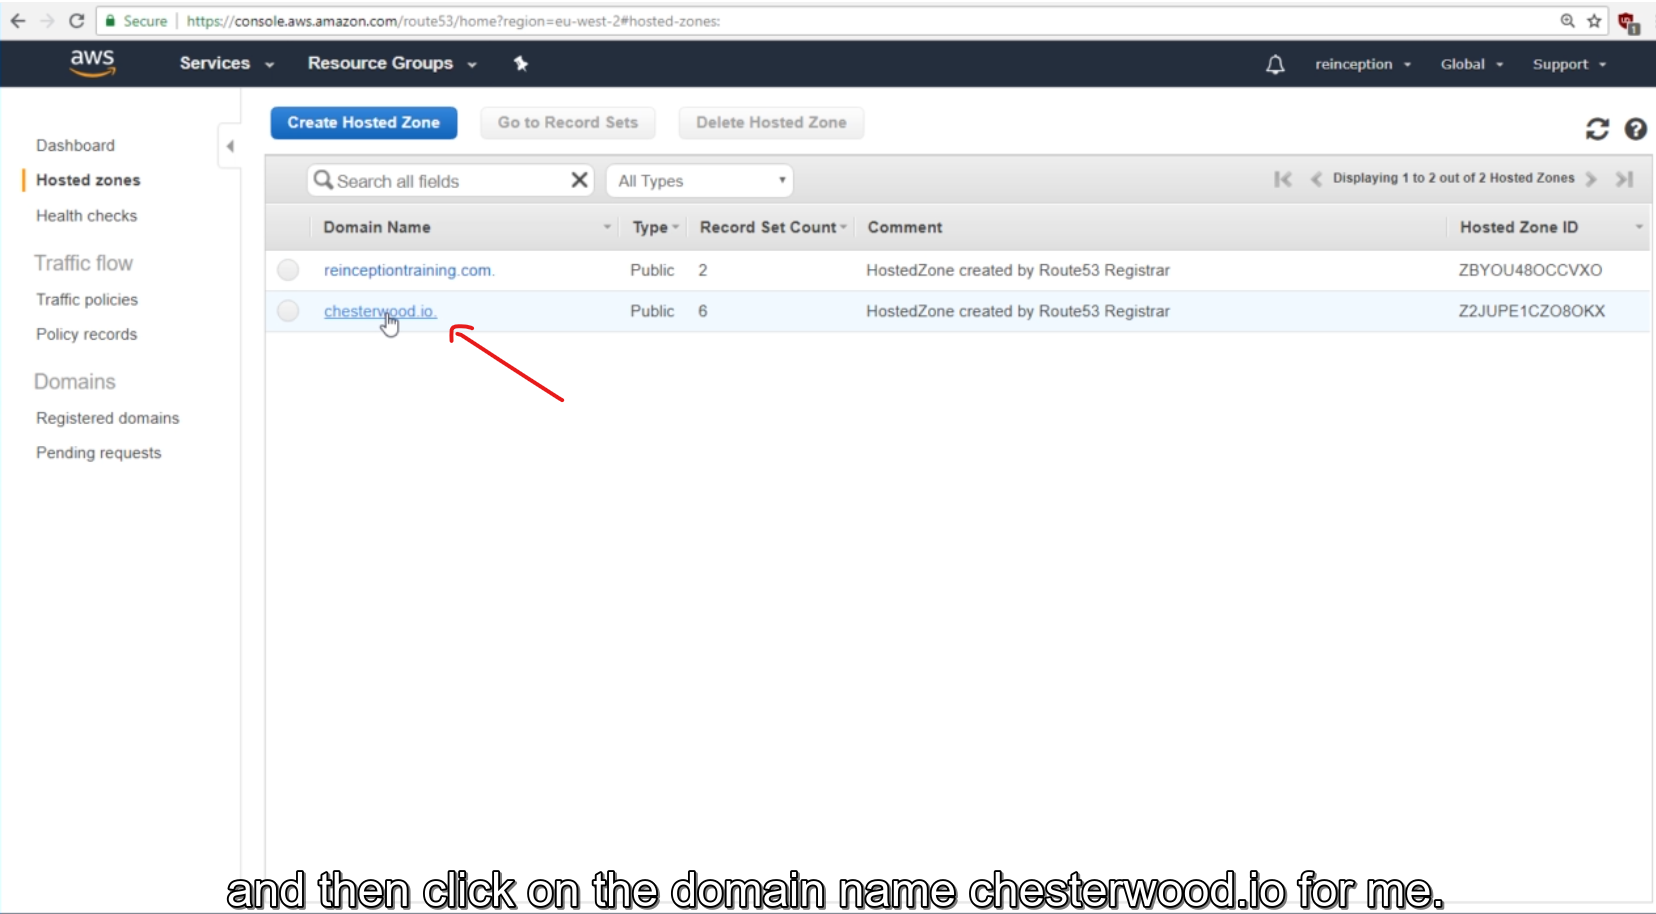 Secure | https://console.aws.amazon.com/route53/home?region=eu-west-2#hosted-zones:
1
aws Services Resource Groups reinception Global Support
Create Hosted Zone Go to Record Sets Delete Hosted Zone
Dashboard
Hosted zones
Health checks
Traffic flow
Traffic policies
Policy records
Domains
Registered domains
Pending requests
Search all fields All Types Displaying 1 to 2 out of 2 Hosted Zones
Domain Name Type Record Set Count Comment Hosted Zone ID
reinceptiontraining.com. Public 2 HostedZone created by Route53 Registrar ZBYOU48OCCVXO
chesterwood.io. Public 6 HostedZone created by Route53 Registrar Z2JUPE1CZO8OKX
and then click on the domain name chesterwood.io for me.